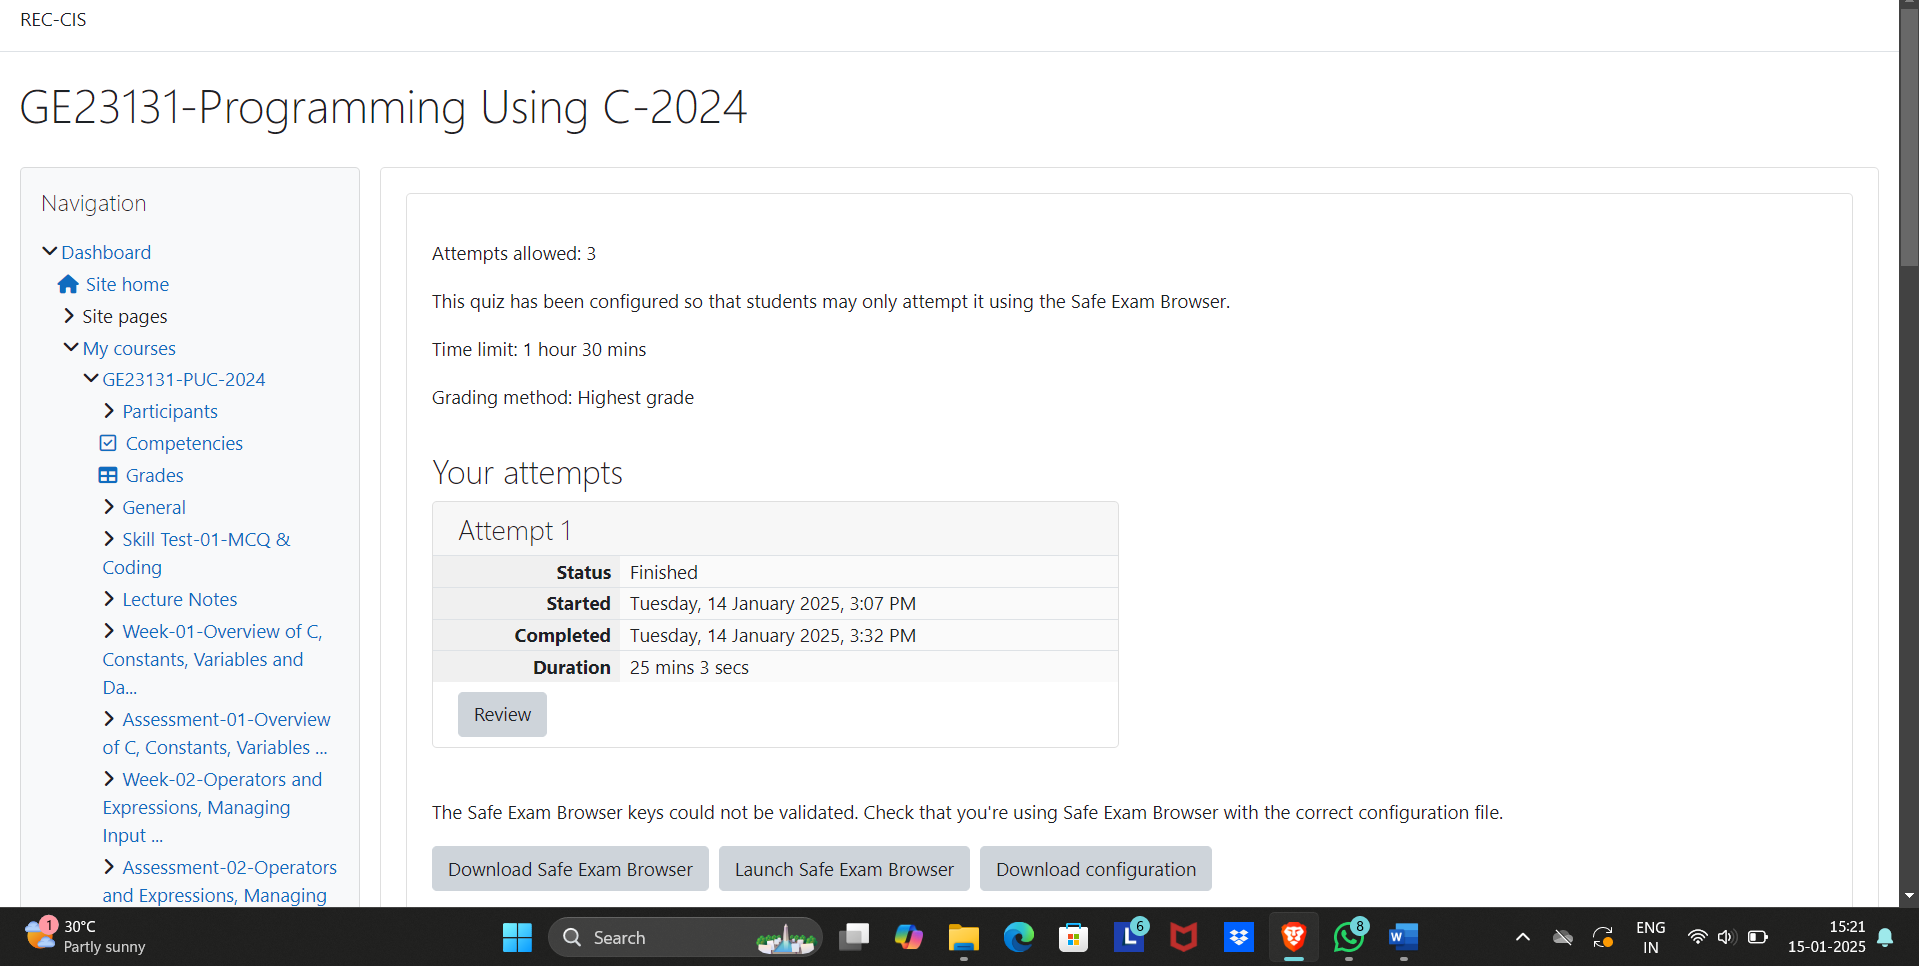 REC-CIS
GE23131-Programming Using C-2024
Navigation
Dashboard
Site home
Site pages
My courses
GE23131-PUC-2024
Participants
Competencies
Grades
General
Skill Test-01-MCQ &
Coding
Lecture Notes
Week-01-Overview of C,
Constants, Variables and
Da...
Assessment-01-Overview
of C, Constants, Variables ...
Week-02-Operators and
Expressions, Managing
Input ...
Assessment-02-Operators
and Expressions, Managing
Attempts allowed: 3
This quiz has been configured so that students may only attempt it using the Safe Exam Browser.
Time limit: 1 hour 30 mins
Grading method: Highest grade
Your attempts
Attempt 1
Status Finished
Started Tuesday, 14 January 2025, 3:07 PM
Completed Tuesday, 14 January 2025, 3:32 PM
Duration 25 mins 3 secs
Review
The Safe Exam Browser keys could not be validated. Check that you're using Safe Exam Browser with the correct configuration file.
Download Safe Exam Browser Launch Safe Exam Browser Download configuration
1
30°C
Partly sunny
Search
L
6
8
W
ENG
IN
15:21
15-01-2025